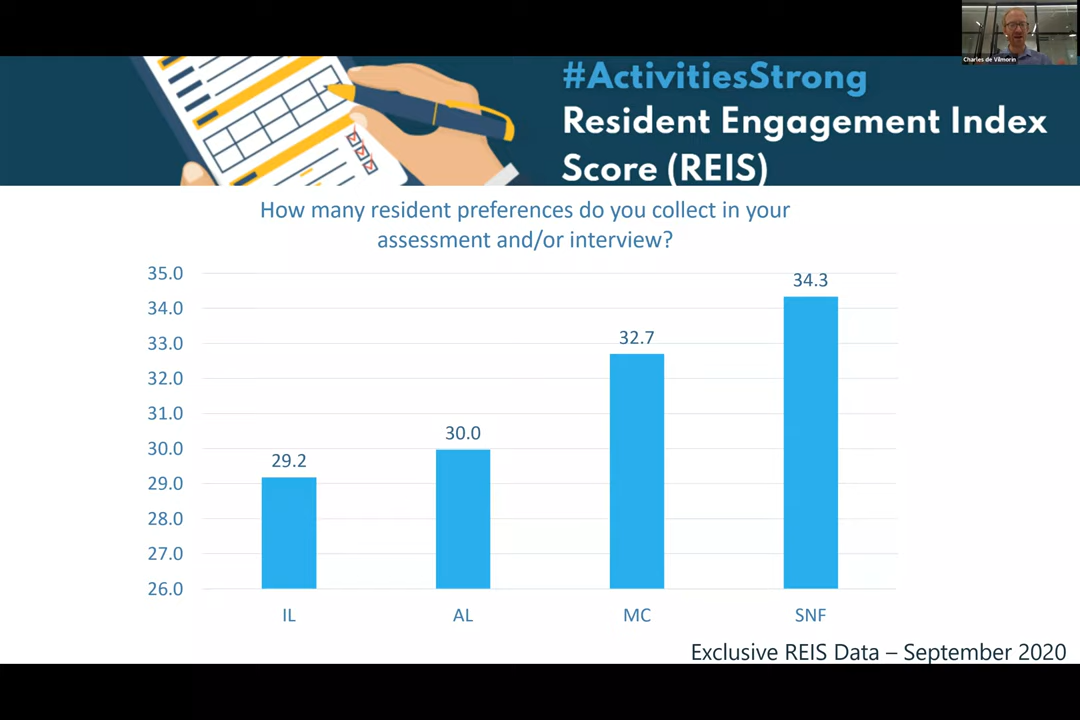 Charles de Vilmorin
#ActivitiesStrong
Resident Engagement Index
Score (REIS)
How many resident preferences do you collect in your
assessment and/or interview?
35.0
34.0
33.0
32.0
31.0
30.0
29.0
28.0
27.0
26.0
29.2
30.0
32.7
34.3
IL
AL
MC
SNF
Exclusive REIS Data – September 2020